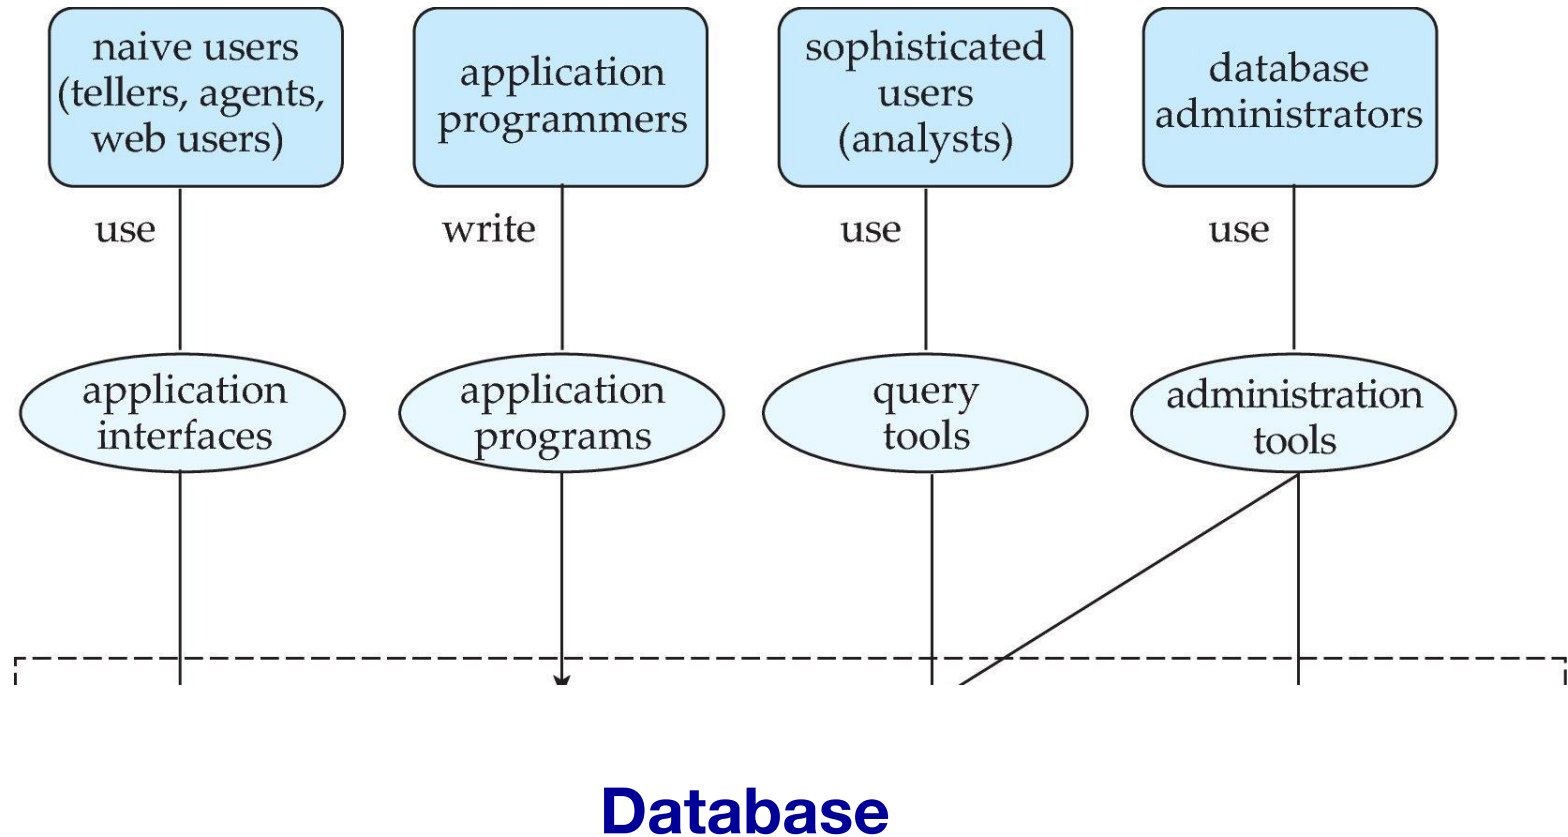 naive users
(tellers, agents,
web users)
application
programmers
sophisticated
users
(analysts)
database
administrators
use
write
use
use
application
interfaces
application
programs
query
tools
administration
tools
Database